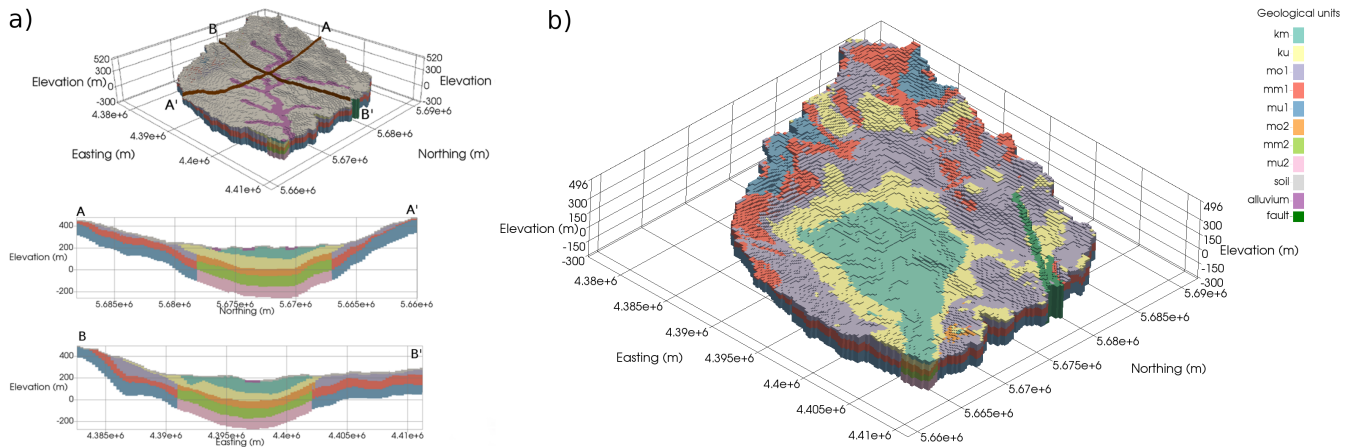 a)
B
A
A'
B'
520
300
0
-300
Elevation (m)
520
300
0
-300
Elevation
4.38e+6
4.39e+6
4.4e+6
4.41e+6
Easting (m)
5.69e+6
5.68e+6
5.67e+6
5.66e+6
Northing (m)
A
A'
400
200
0
-200
Elevation (m)
5.685e+6 5.68e+6 5.675e+6 5.67e+6 5.665e+6 5.66e+6
Northing (m)
B
B'
400
200
0
-200
Elevation (m)
4.385e+6 4.39e+6 4.395e+6 4.4e+6 4.405e+6 4.41e+6
Easting (m)
b)
496
300
150
0
-150
-300
Elevation (m)
496
300
150
0
-150
-300
Elevation (m)
4.38e+6
4.385e+6
4.39e+6
4.395e+6
4.4e+6
4.405e+6
4.41e+6
Easting (m)
5.69e+6
5.685e+6
5.68e+6
5.675e+6
5.67e+6
5.665e+6
5.66e+6
Northing (m)
Geological units
km
ku
mo1
mm1
mu1
mo2
mm2
mu2
soil
alluvium
fault